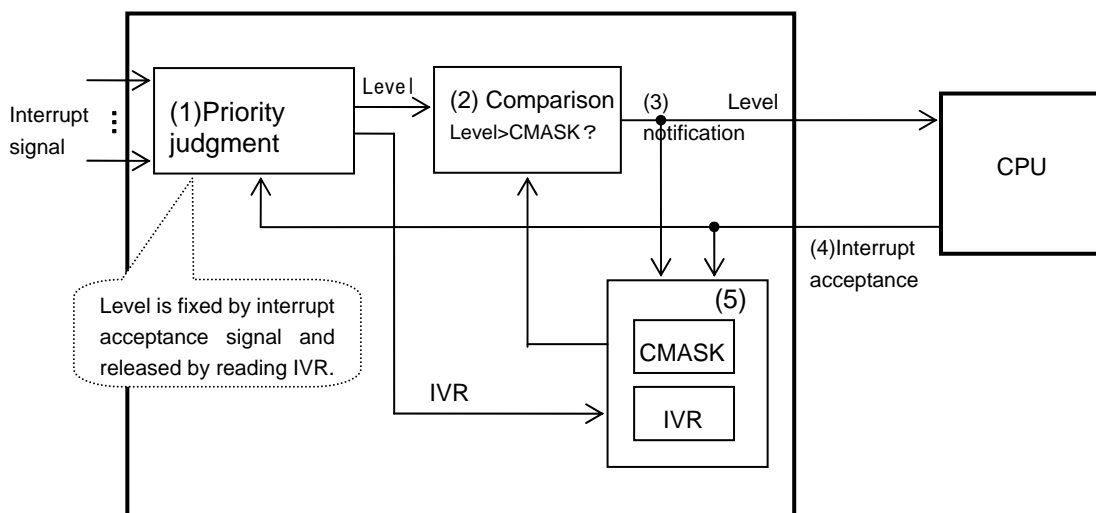 Interrupt
signal
(1)Priority
judgment
Level
(2) Comparison
Level>CMASK？
(3)
notification
Level
CPU
(4)Interrupt
acceptance
Level is fixed by interrupt
acceptance signal and
released by reading IVR.
(5)
CMASK
IVR
IVR